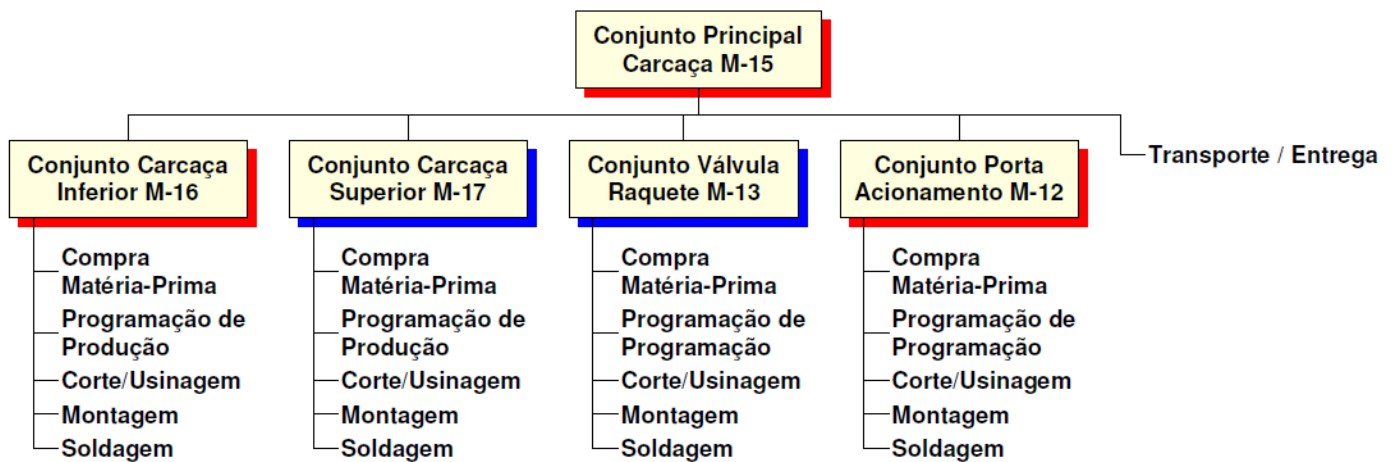 Conjunto Principal
Carcaça M-15
Conjunto Carcaça
Inferior M-16
Conjunto Carcaça
Superior M-17
Conjunto Válvula
Raquete M-13
Conjunto Porta
Acionamento M-12
Transporte / Entrega
Compra
Matéria-Prima
Programação de
Produção
Corte/Usinagem
Montagem
Soldagem
Compra
Matéria-Prima
Programação de
Produção
Corte/Usinagem
Montagem
Soldagem
Compra
Matéria-Prima
Programação de
Programação
Corte/Usinagem
Montagem
Soldagem
Compra
Matéria-Prima
Programação de
Programação
Corte/Usinagem
Montagem
Soldagem